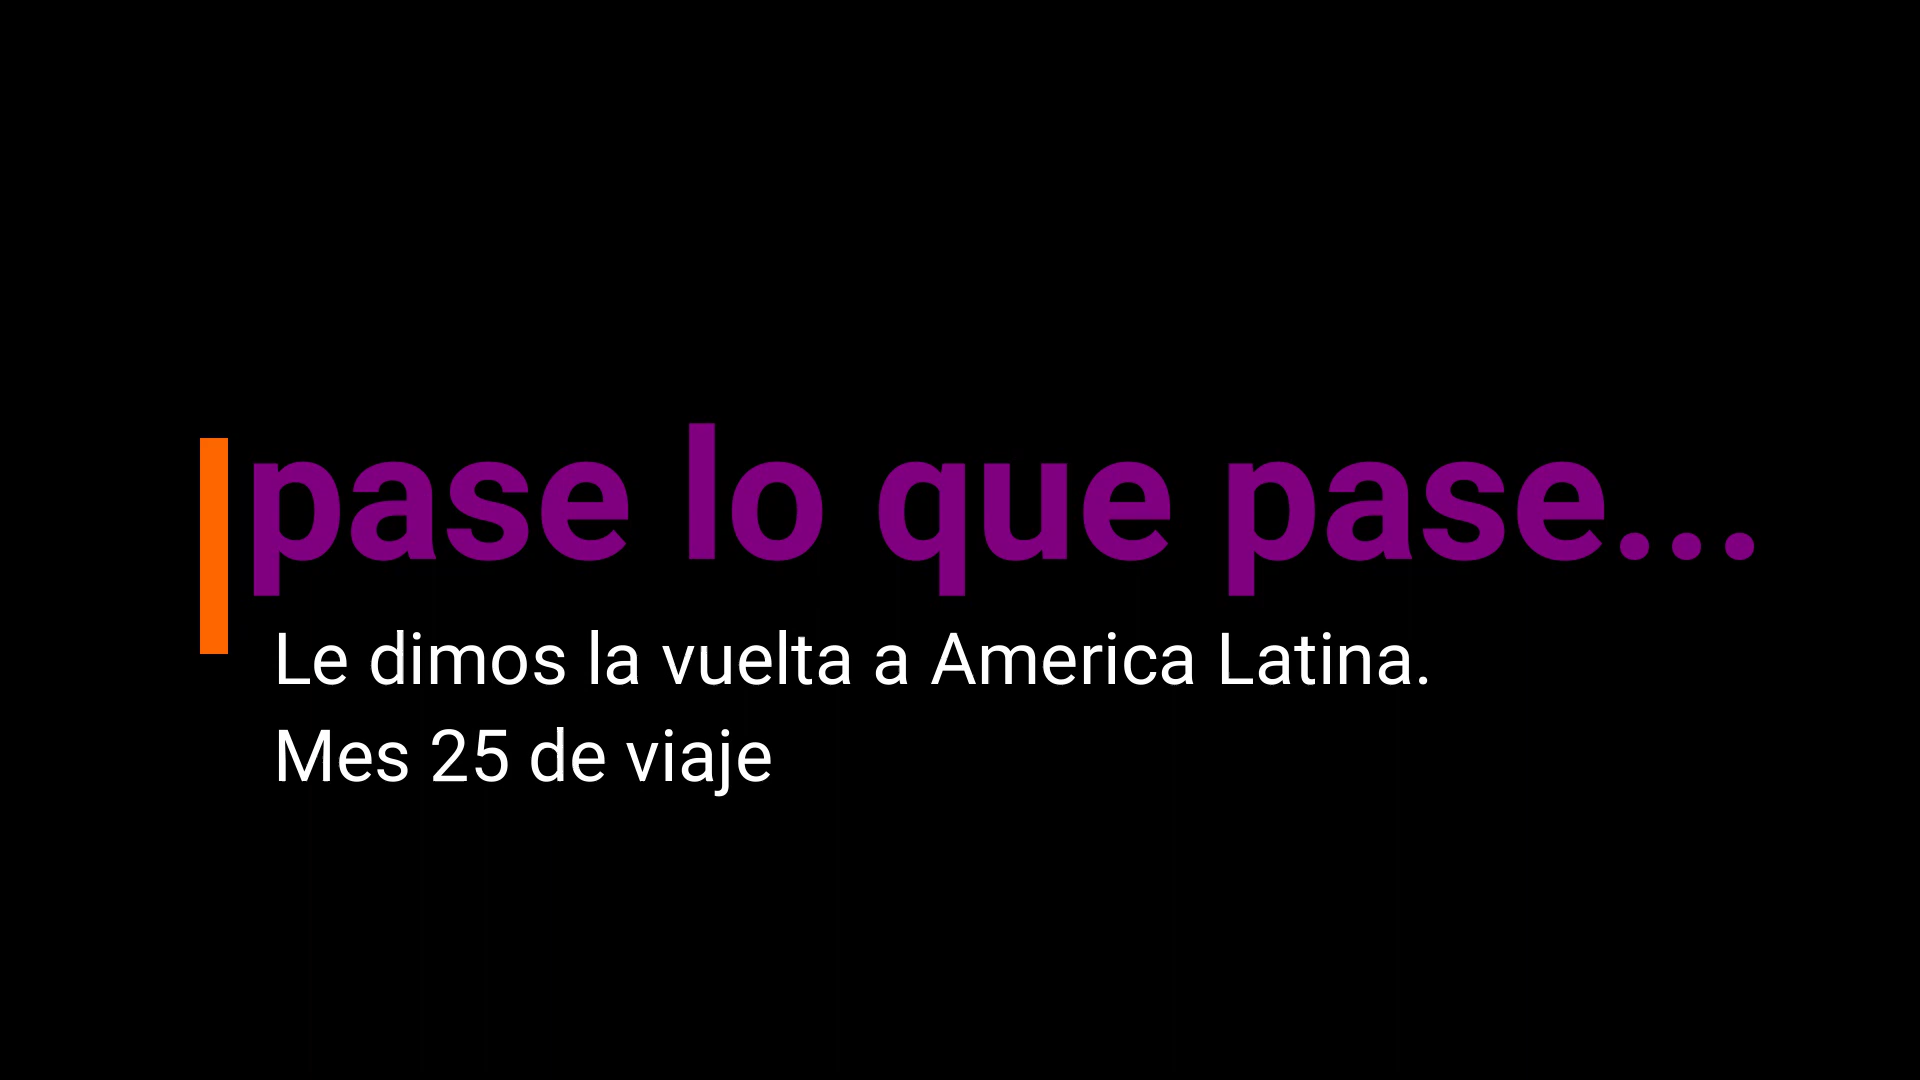 pase lo que pase...
Le dimos la vuelta a America Latina.
Mes 25 de viaje